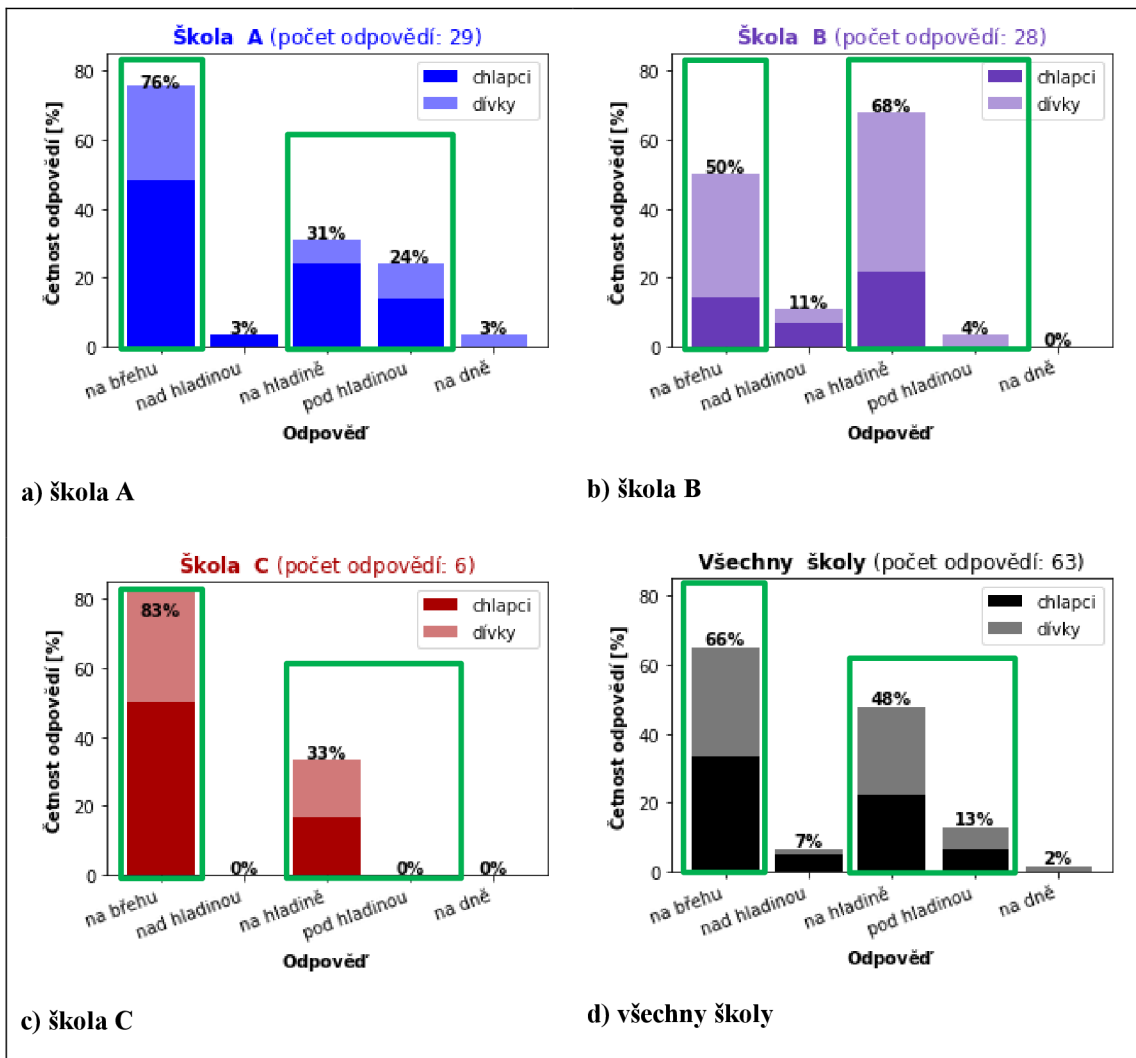 Škola A (počet odpovědí: 29)
Četnost odpovědí [%]
80
60
40
20
0
76%
3%
31%
24%
3%
chlapci
dívky
na břehu
nad hladinou
na hladině
pod hladinou
na dně
Odpověď
a) škola A
Škola B (počet odpovědí: 28)
Četnost odpovědí [%]
80
60
40
20
0
50%
11%
68%
4%
0%
chlapci
dívky
na břehu
nad hladinou
na hladině
pod hladinou
na dně
Odpověď
b) škola B
Škola C (počet odpovědí: 6)
Četnost odpovědí [%]
80
60
40
20
0
83%
0%
33%
0%
0%
chlapci
dívky
na břehu
nad hladinou
na hladině
pod hladinou
na dně
Odpověď
c) škola C
Všechny školy (počet odpovědí: 63)
Četnost odpovědí [%]
80
60
40
20
0
66%
7%
48%
13%
2%
chlapci
dívky
na břehu
nad hladinou
na hladině
pod hladinou
na dně
Odpověď
d) všechny školy